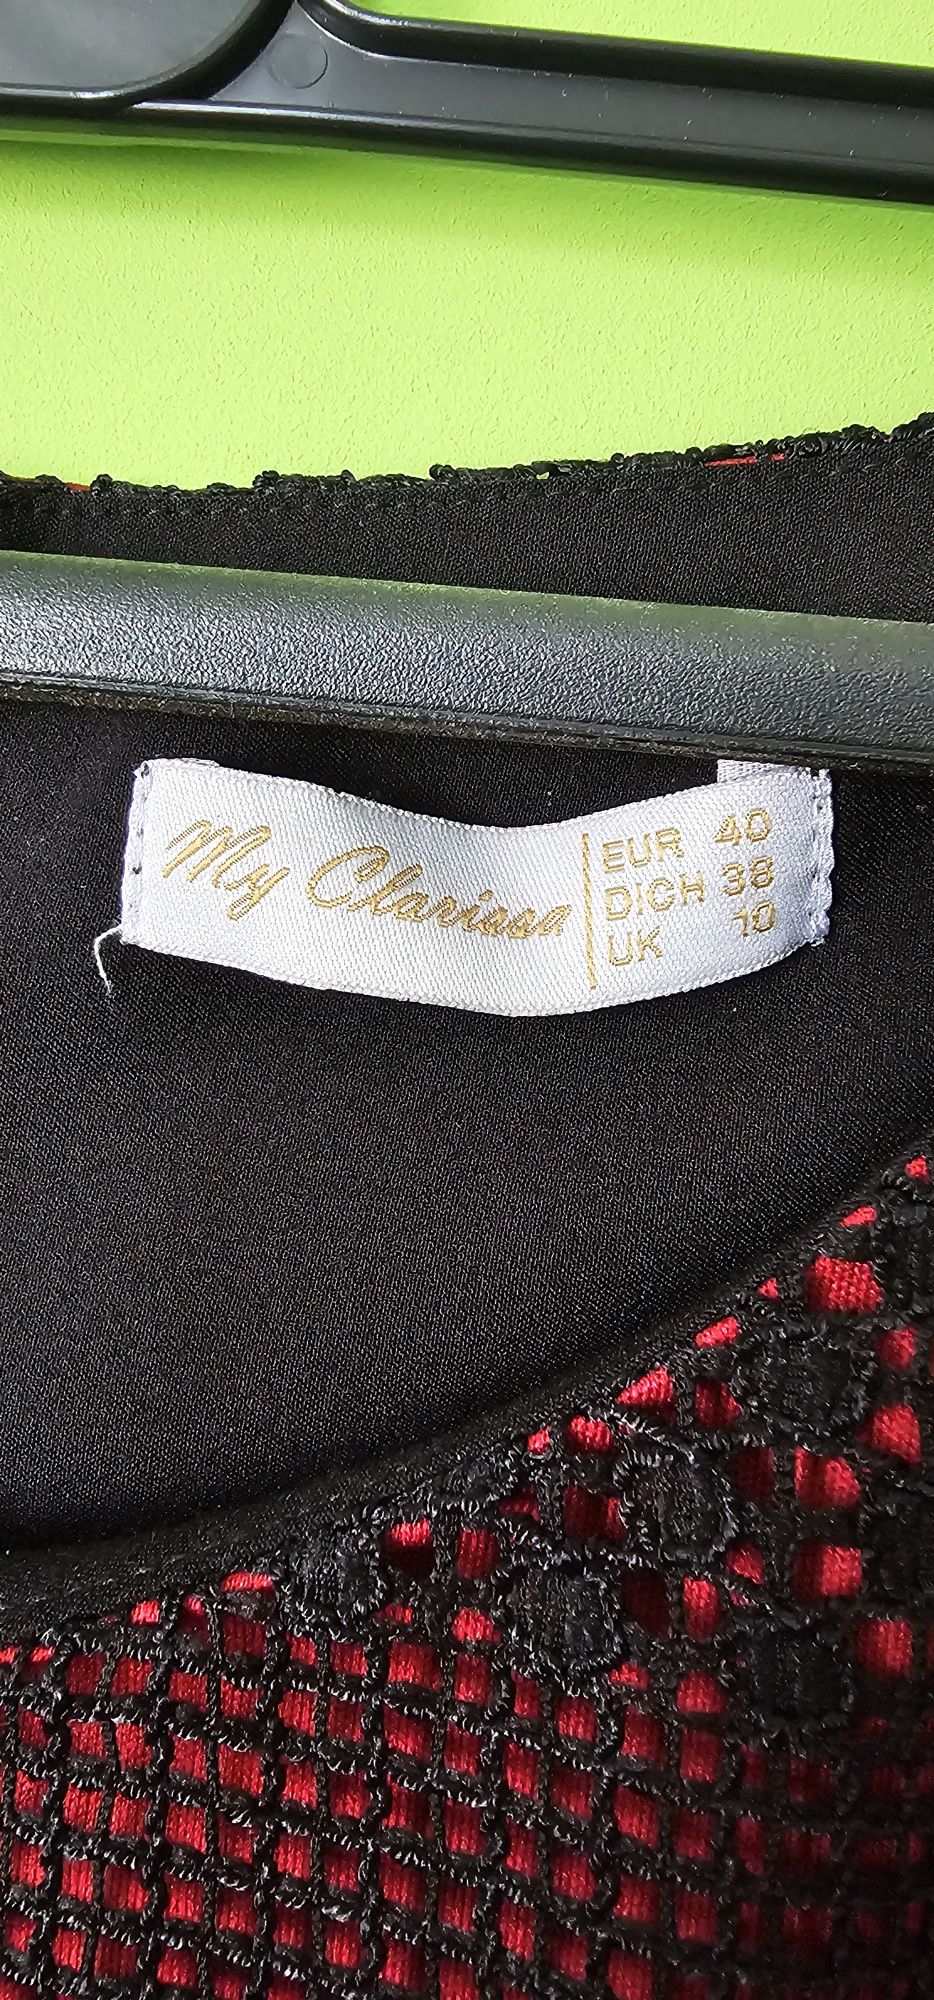 My Clarissa
EUR 40
DICH 38
UK 10